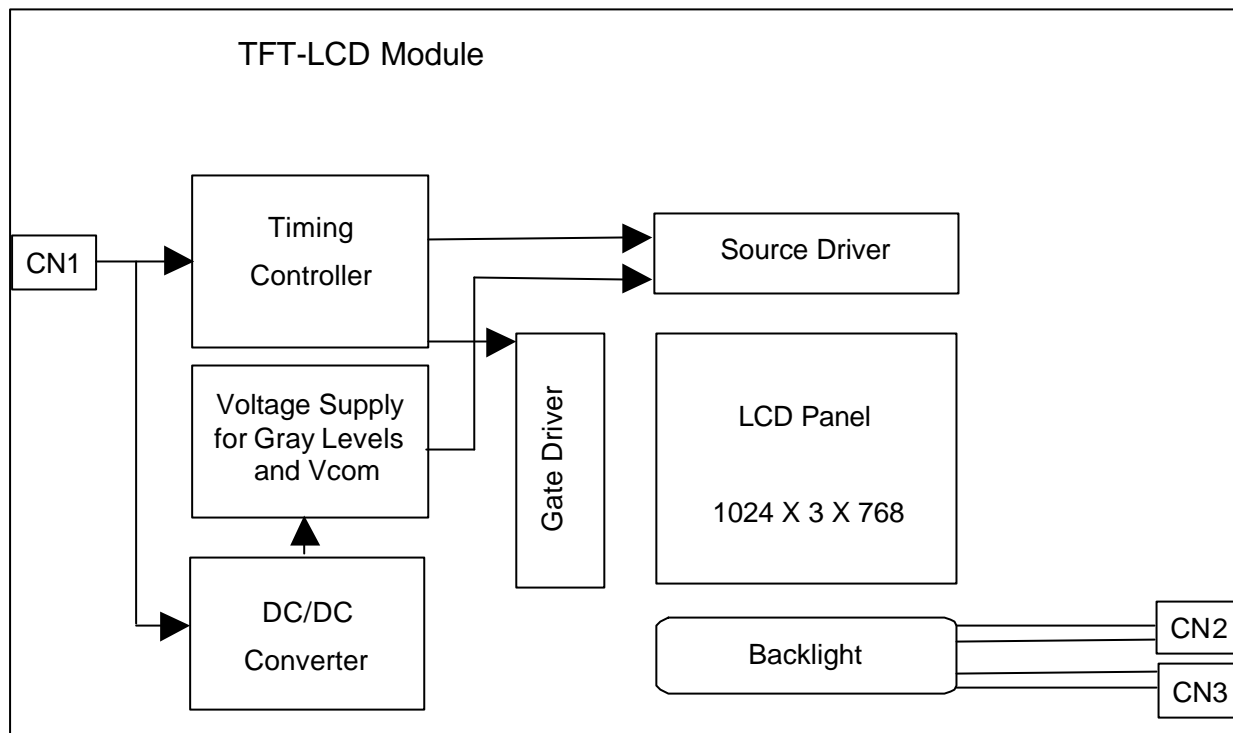 TFT-LCD Module
CN1
Timing
Controller
Source Driver
Voltage Supply
for Gray Levels
and Vcom
Gate Driver
LCD Panel
1024 X 3 X 768
DC/DC
Converter
Backlight
CN2
CN3